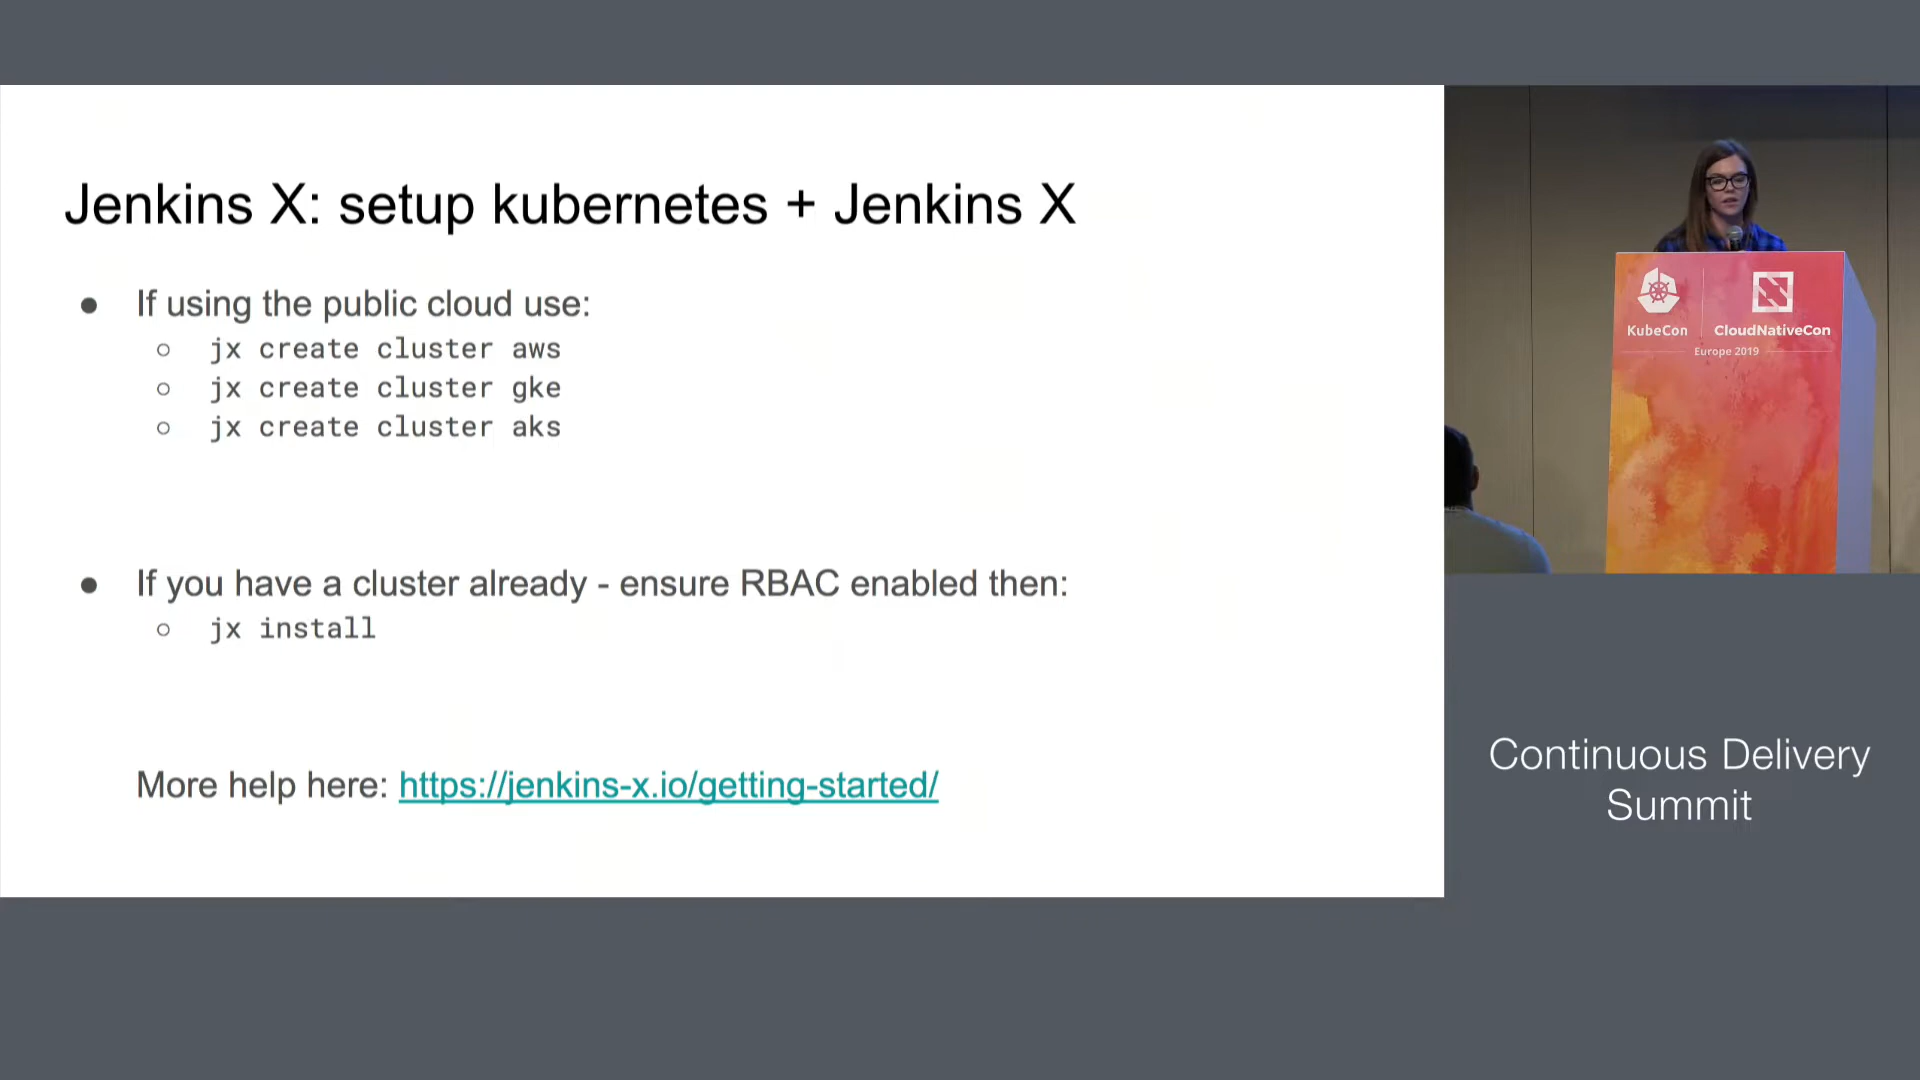 Jenkins X: setup kubernetes + Jenkins X
● If using the public cloud use:
○ jx create cluster aws
○ jx create cluster gke
○ jx create cluster aks
● If you have a cluster already - ensure RBAC enabled then:
○ jx install
More help here: https://jenkins-x.io/getting-started/
KubeCon
CloudNativeCon
Europe 2019
Continuous Delivery
Summit